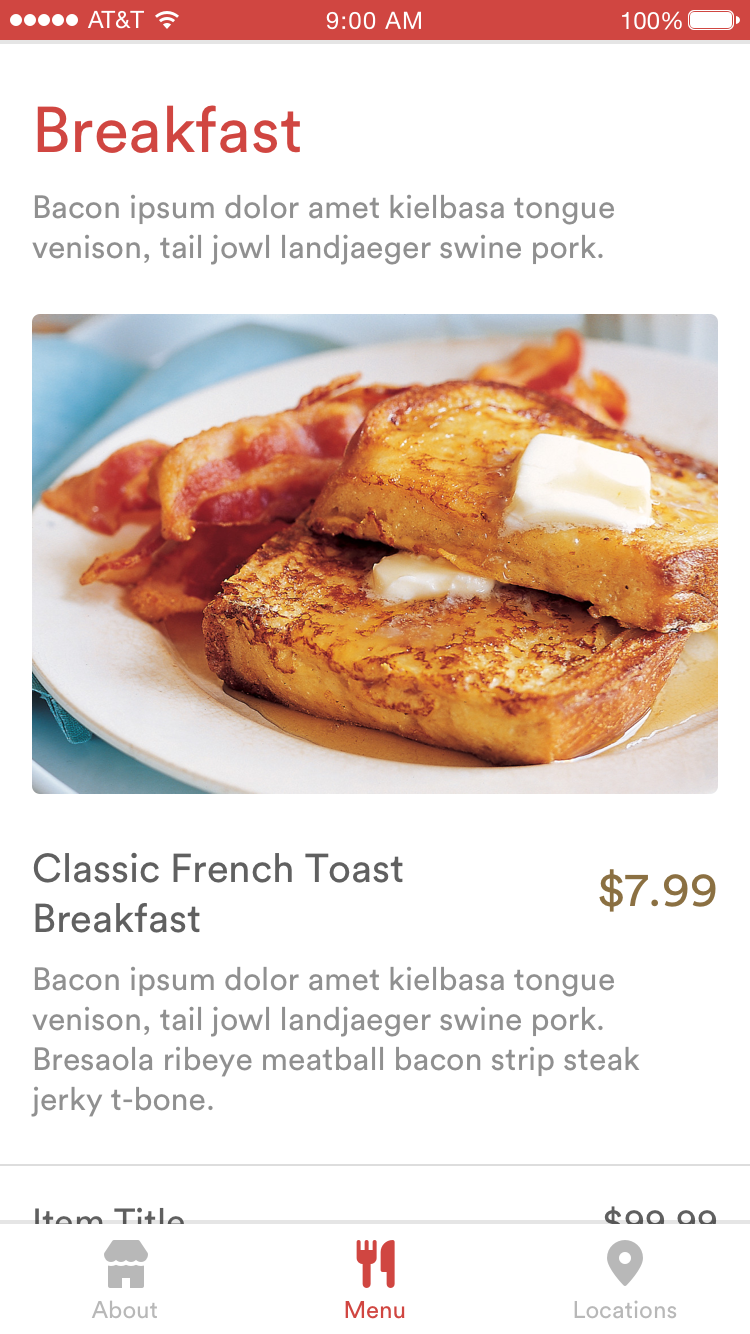 AT&T 9:00 AM 100%
Breakfast
Bacon ipsum dolor amet kielbasa tongue
venison, tail jowl landjaeger swine pork.
Classic French Toast
Breakfast
$7.99
Bacon ipsum dolor amet kielbasa tongue
venison, tail jowl landjaeger swine pork.
Bresaola ribeye meatball bacon strip steak
jerky t-bone.
Item Title $99.99
About Menu Locations